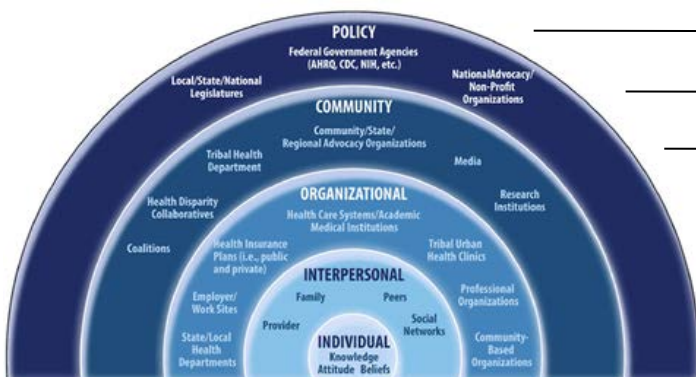 POLICY
Federal Government Agencies
(AHRQ, CDC, NIH, etc.)
Local/State/National
Legislatures
NationalAdvocacy/
Non-Profit
Organizations
COMMUNITY
Community/State/
Regional Advocacy Organizations
Tribal Health
Department
Media
Health Disparity
Collaboratives
Research
Institutions
Coalitions
ORGANIZATIONAL
Health Care Systems/Academic
Medical Institutions
Health Insurance
Plans (i.e., public
and private)
Tribal Urban
Health Clinics
Employer/
Work Sites
Professional
Organizations
State/Local
Health
Departments
Community-
Based
Organizations
INTERPERSONAL
Family
Peers
Provider
Social
Networks
INDIVIDUAL
Knowledge
Attitude Beliefs